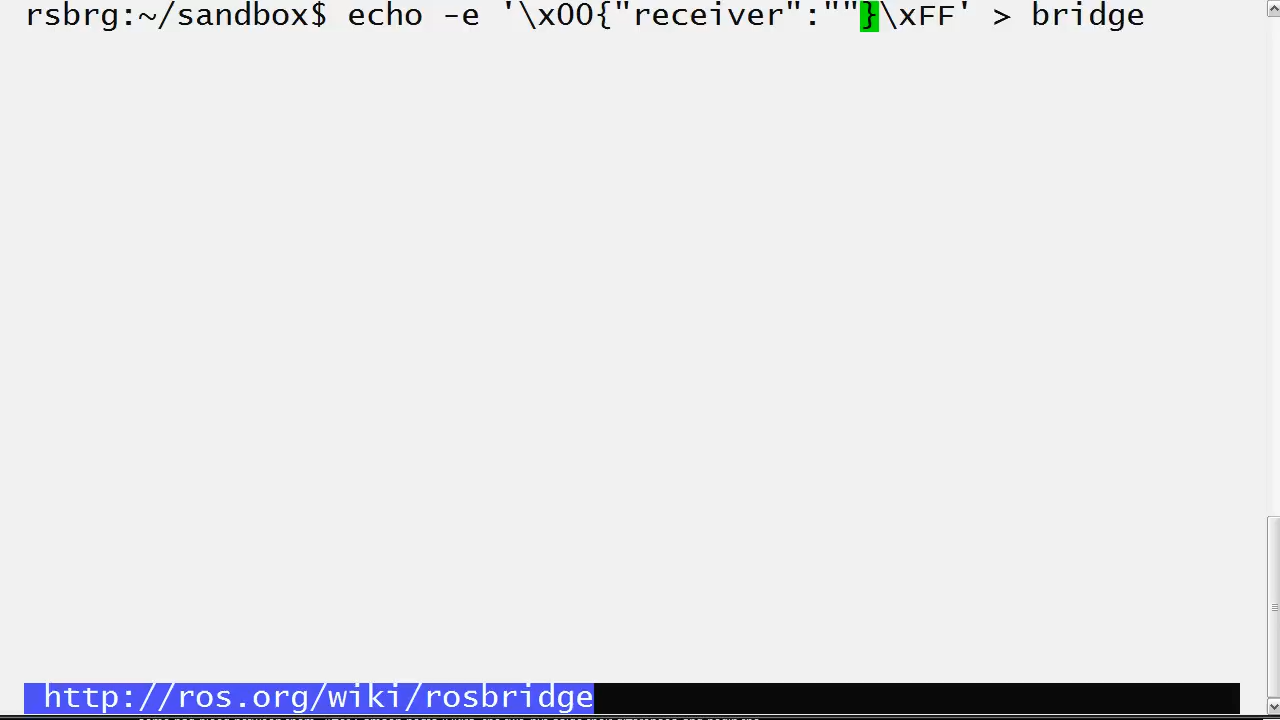 rsbrg:~/sandbox$ echo -e '\x00{"receiver":""}\xFF' > bridge
http://ros.org/wiki/rosbridge